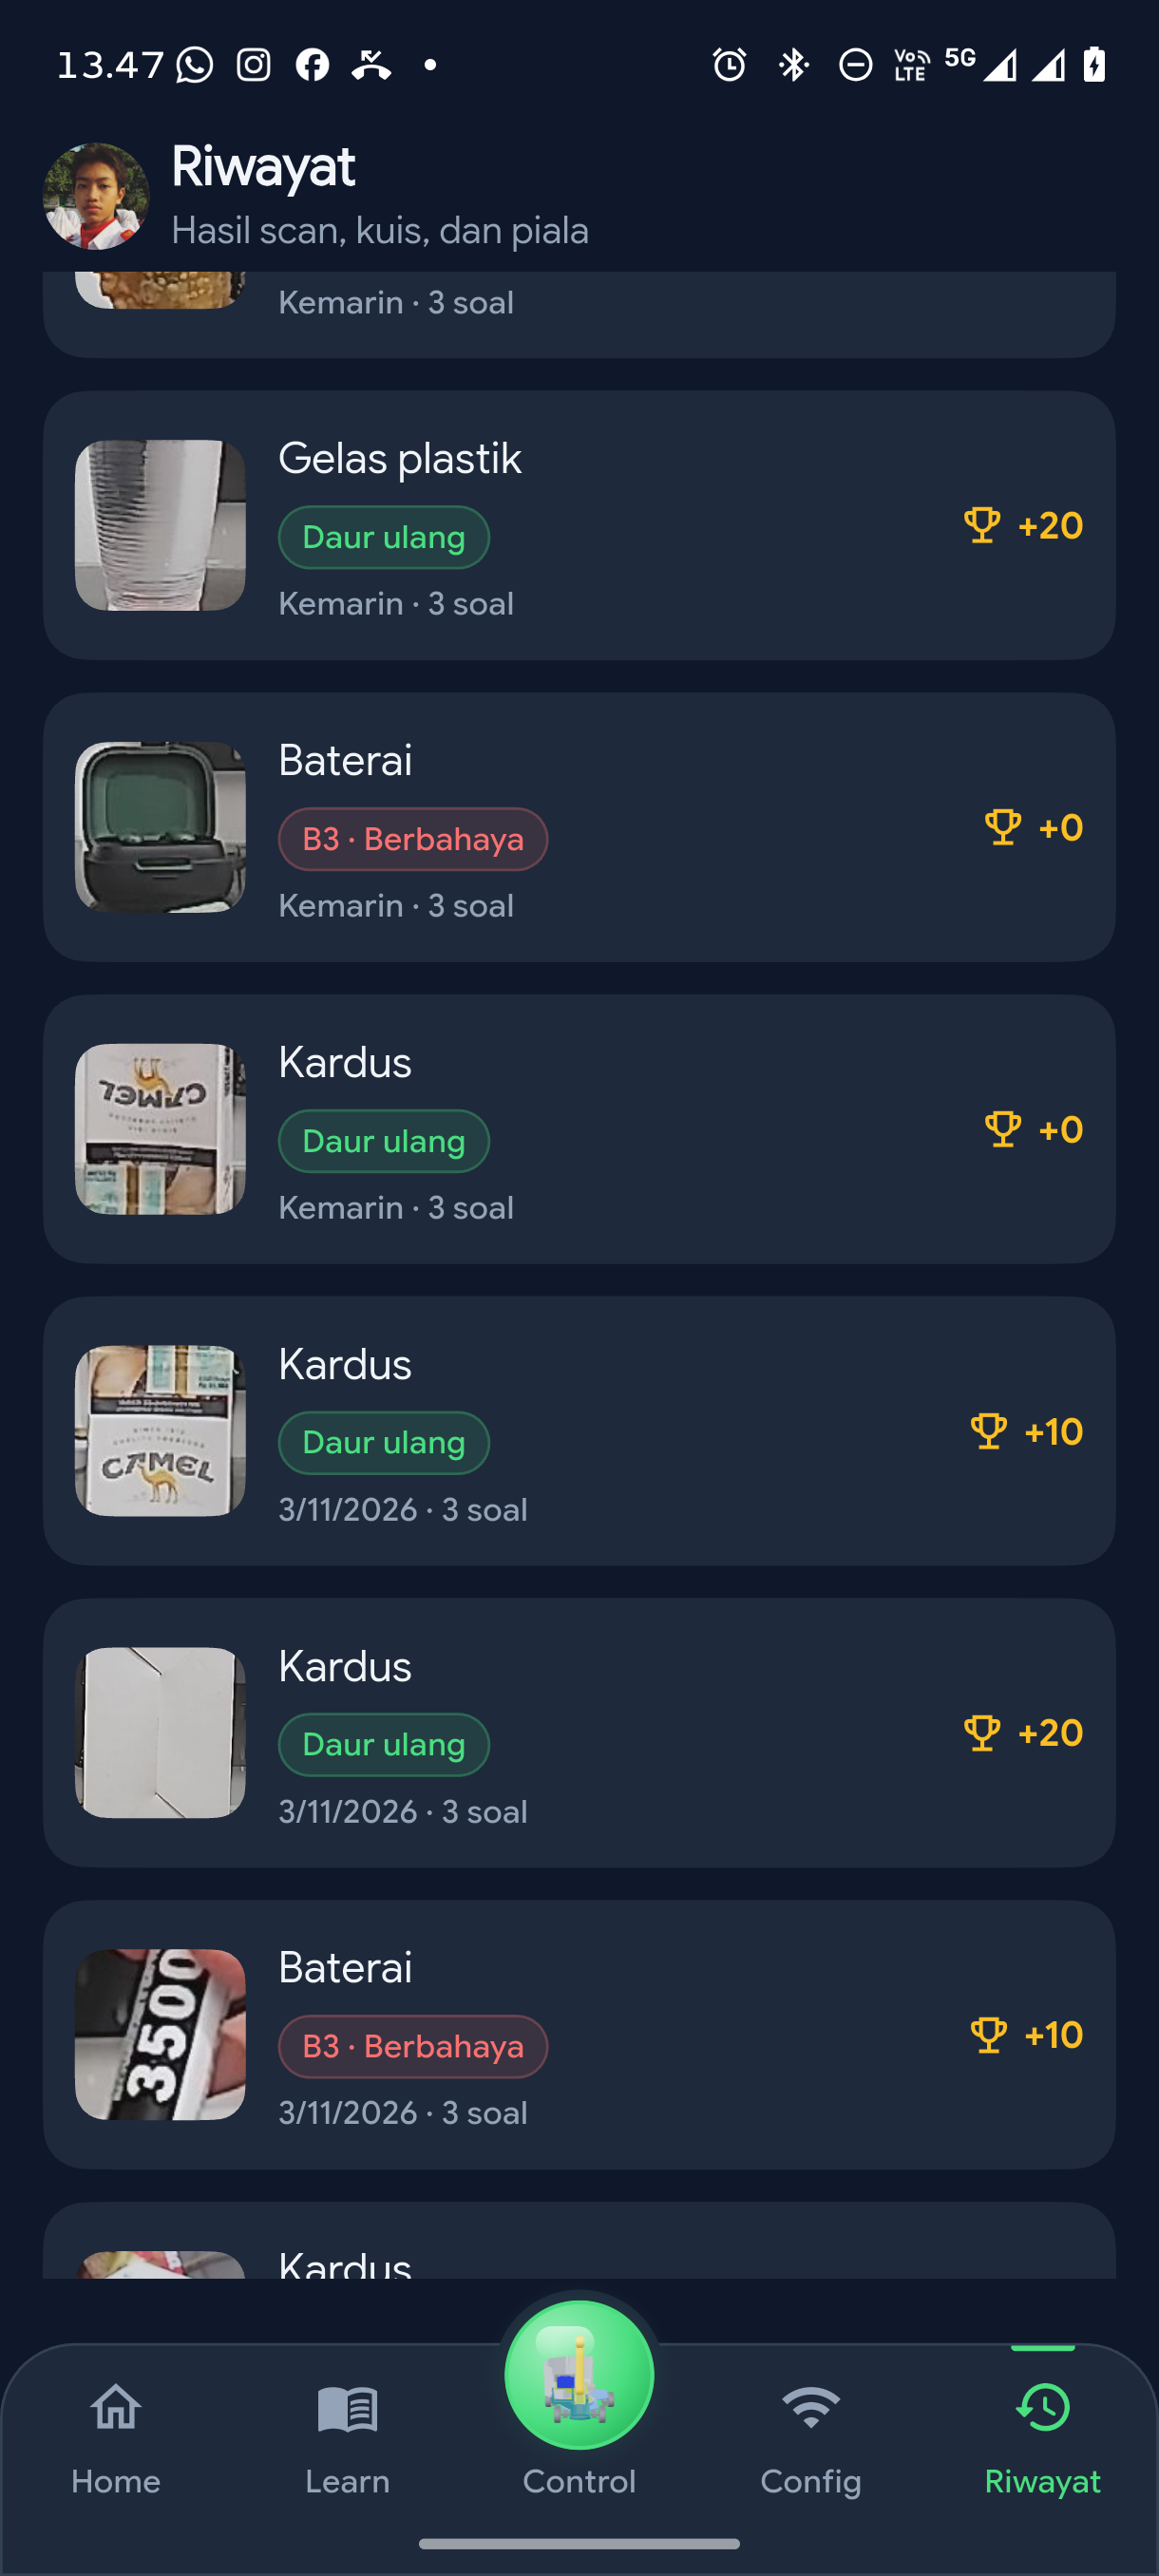 13.47
VoLTE 5G
Riwayat
Hasil scan, kuis, dan piala
Kemarin · 3 soal
Gelas plastik
Daur ulang
+20
Kemarin · 3 soal
Baterai
B3 · Berbahaya
+0
Kemarin · 3 soal
CAMEL
Kardus
Daur ulang
+0
Kemarin · 3 soal
Kardus
Daur ulang
+10
CAMEL
3/11/2026 · 3 soal
Kardus
Daur ulang
+20
3/11/2026 · 3 soal
Baterai
3500
B3 · Berbahaya
+10
3/11/2026 · 3 soal
Kardus
Home
Learn
Control
Config
Riwayat